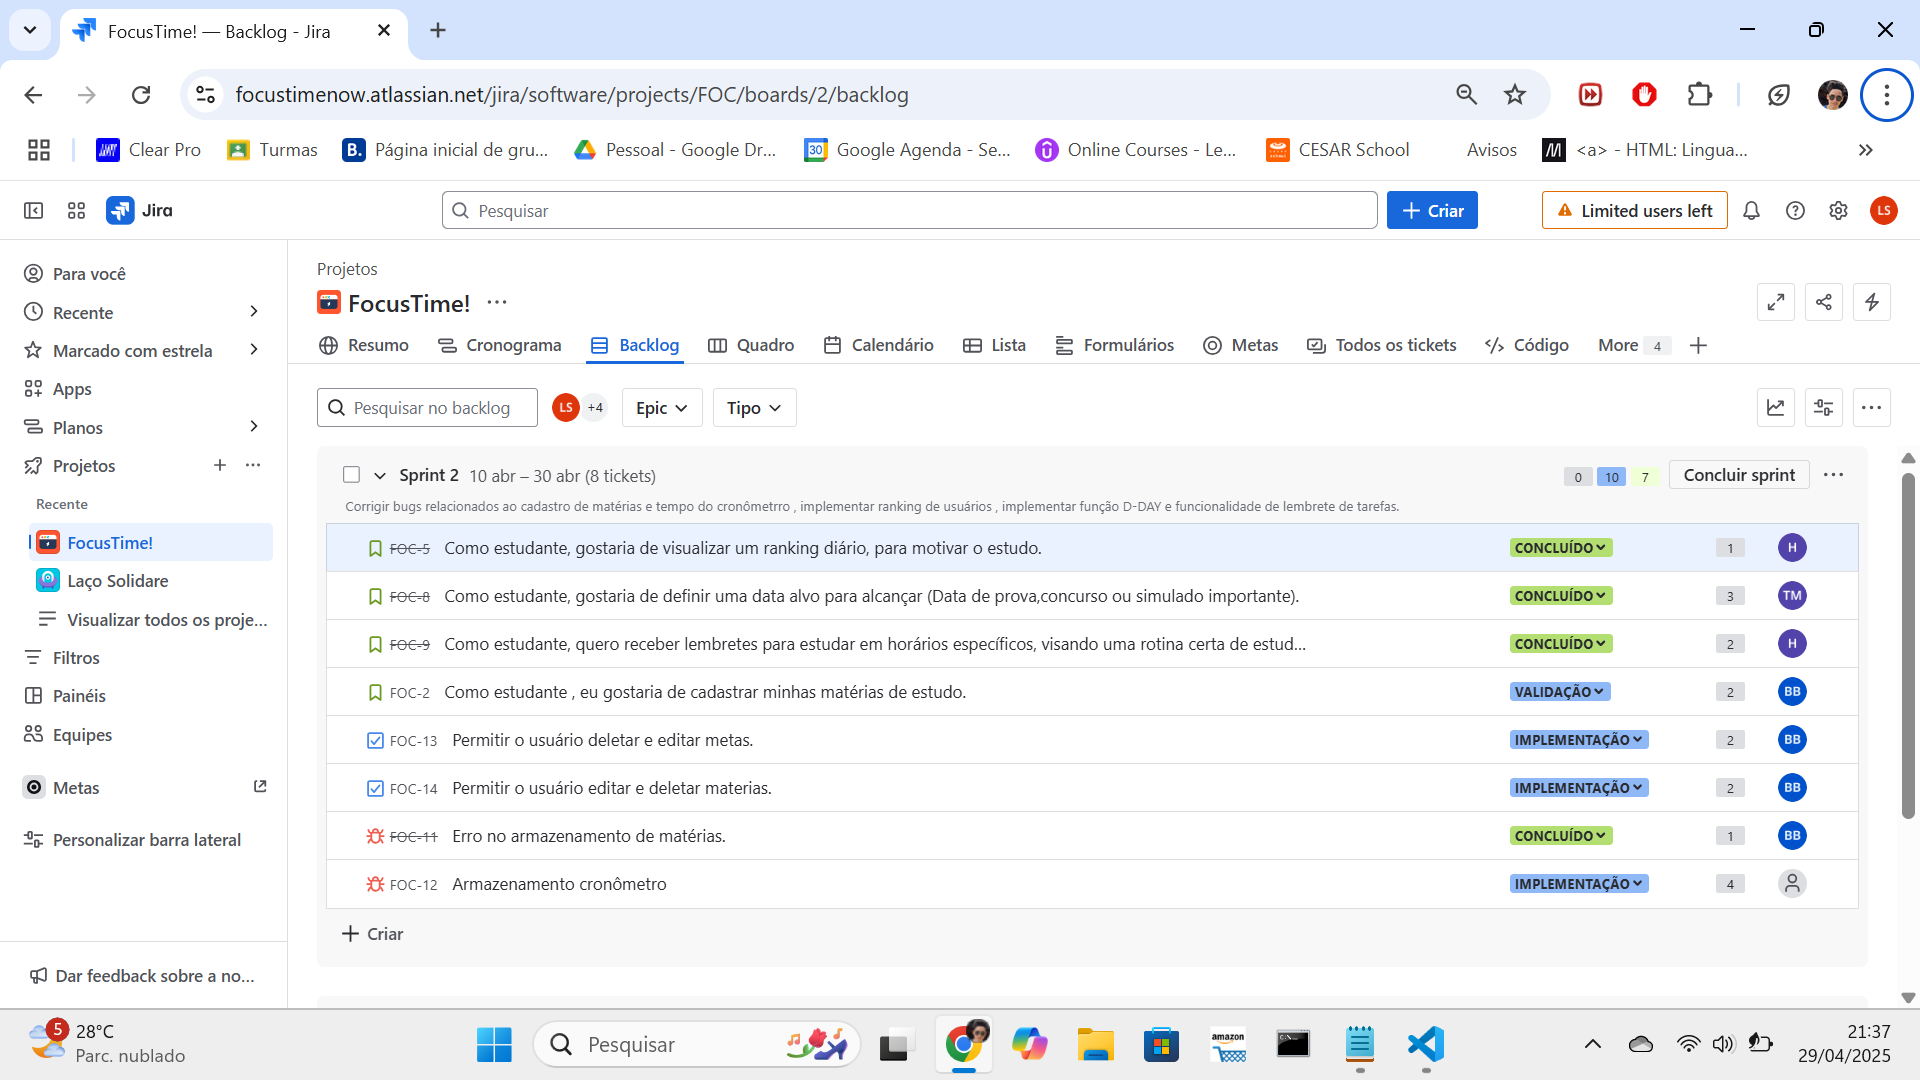 FocusTime! — Backlog - Jira
focustimenow.atlassian.net/jira/software/projects/FOC/boards/2/backlog
Clear Pro
Turmas
B. Página inicial de gru...
Pessoal - Google Dr...
30 Google Agenda - Se...
Online Courses - Le...
CESAR School
Avisos
<a> - HTML: Lingua...
Jira
Pesquisar
Criar
Limited users left
LS
Para você
Recente
Marcado com estrela
Apps
Planos
Projetos
Recente
FocusTime!
Laço Solidare
Visualizar todos os proje...
Filtros
Painéis
Equipes
Metas
Personalizar barra lateral
Dar feedback sobre a no...
Projetos
FocusTime!
Resumo Cronograma Backlog Quadro Calendário Lista Formulários Metas Todos os tickets Código More 4
Pesquisar no backlog LS +4 Epic Tipo
Sprint 2 10 abr – 30 abr (8 tickets) 0 10 7 Concluir sprint
Corrigir bugs relacionados ao cadastro de matérias e tempo do cronômetrro , implementar ranking de usuários , implementar função D-DAY e funcionalidade de lembrete de tarefas.
FOC-5 Como estudante, gostaria de visualizar um ranking diário, para motivar o estudo. CONCLUÍDO 1 H
FOC-8 Como estudante, gostaria de definir uma data alvo para alcançar (Data de prova,concurso ou simulado importante). CONCLUÍDO 3 TM
FOC-9 Como estudante, quero receber lembretes para estudar em horários específicos, visando uma rotina certa de estud... CONCLUÍDO 2 H
FOC-2 Como estudante , eu gostaria de cadastrar minhas matérias de estudo. VALIDAÇÃO 2 BB
FOC-13 Permitir o usuário deletar e editar metas. IMPLEMENTAÇÃO 2 BB
FOC-14 Permitir o usuário editar e deletar materias. IMPLEMENTAÇÃO 2 BB
FOC-11 Erro no armazenamento de matérias. CONCLUÍDO 1 BB
FOC-12 Armazenamento cronômetro IMPLEMENTAÇÃO 4
Criar
5 28°C
Parc. nublado
Pesquisar
amazon
21:37
29/04/2025